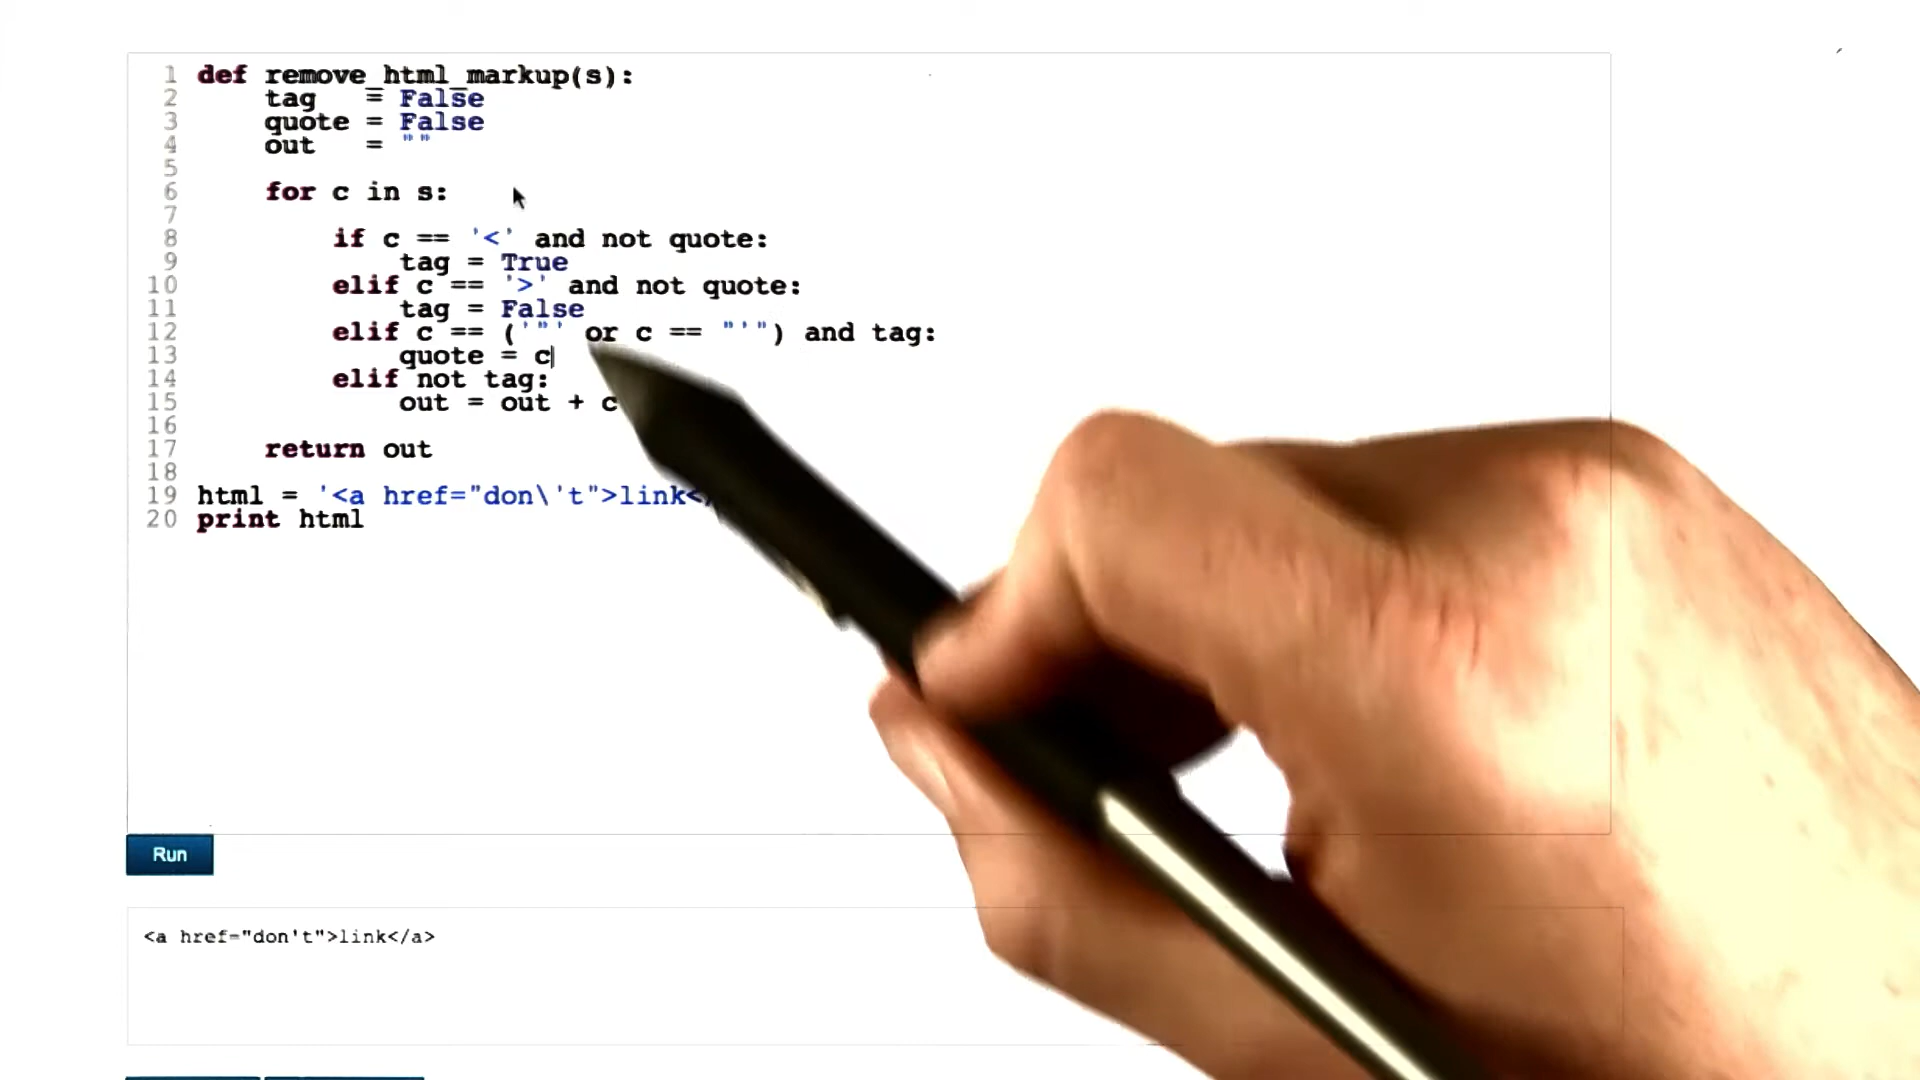 1 def remove_html_markup(s):
2 tag = False
3 quote = False
4 out = ""
5
6 for c in s:
7
8 if c == '<' and not quote:
9 tag = True
10 elif c == '>' and not quote:
11 tag = False
12 elif c == ('"' or c == "'") and tag:
13 quote = c
14 elif not tag:
15 out = out + c
16
17 return out
18
19 html = '<a href="don\'t">link<
20 print html
Run
<a href="don't">link</a>